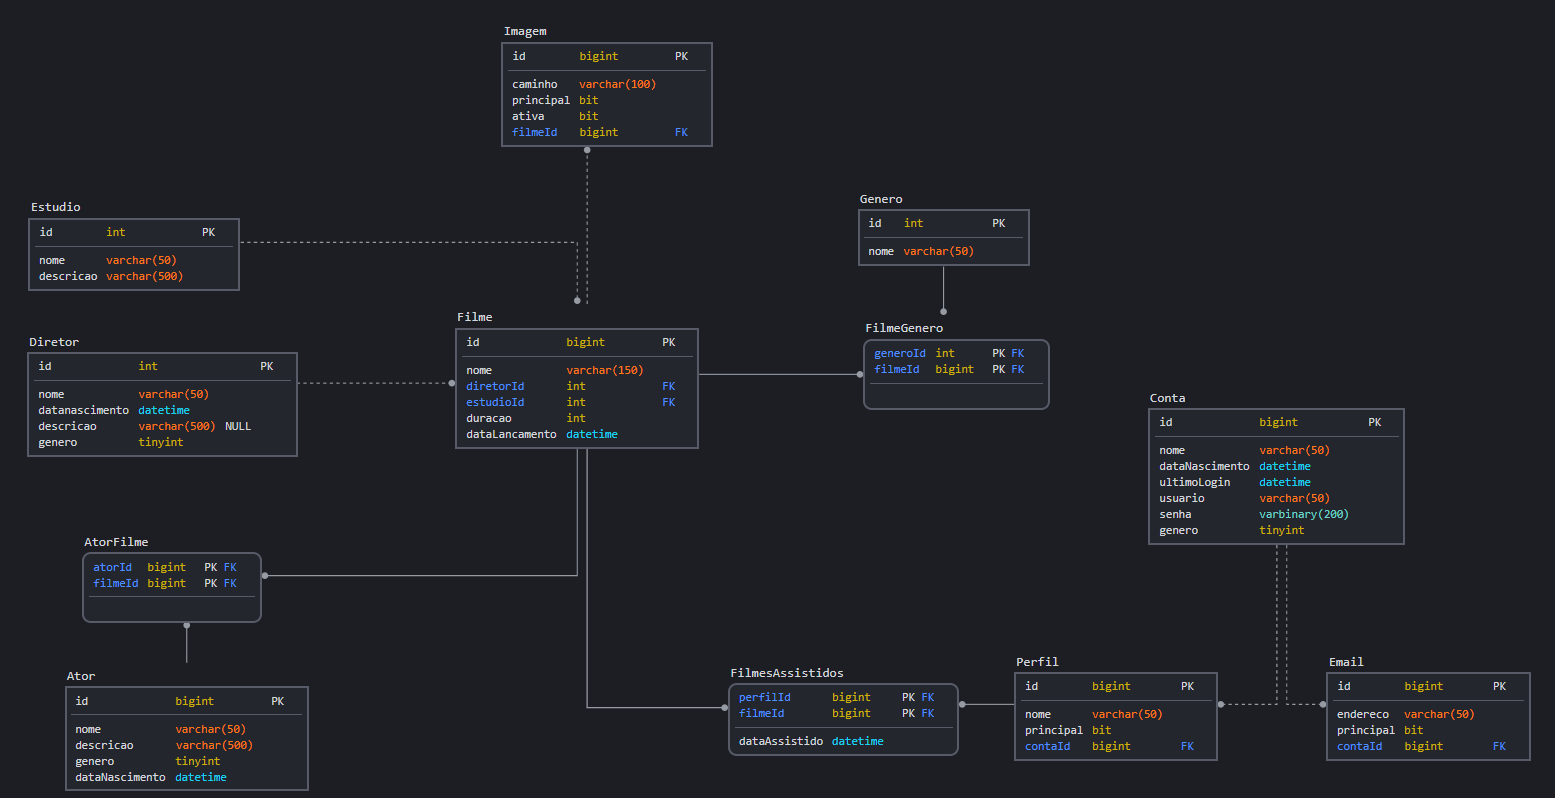 Imagem
id bigint PK
caminho varchar(100)
principal bit
ativa bit
filmeId bigint FK
Estudio
id int PK
nome varchar(50)
descricao varchar(500)
Genero
id int PK
nome varchar(50)
Filme
id bigint PK
nome varchar(150)
diretorId int FK
estudioId int FK
duracao int
dataLancamento datetime
FilmeGenero
generoId int PK FK
filmeId bigint PK FK
Diretor
id int PK
nome varchar(50)
datanascimento datetime
descricao varchar(500) NULL
genero tinyint
Conta
id bigint PK
nome varchar(50)
dataNascimento datetime
ultimoLogin datetime
usuario varchar(50)
senha varbinary(200)
genero tinyint
AtorFilme
atorId bigint PK FK
filmeId bigint PK FK
Ator
id bigint PK
nome varchar(50)
descricao varchar(500)
genero tinyint
dataNascimento datetime
FilmesAssistidos
perfilId bigint PK FK
filmeId bigint PK FK
dataAssistido datetime
Perfil
id bigint PK
nome varchar(50)
principal bit
contaId bigint FK
Email
id bigint PK
endereco varchar(50)
principal bit
contaId bigint FK